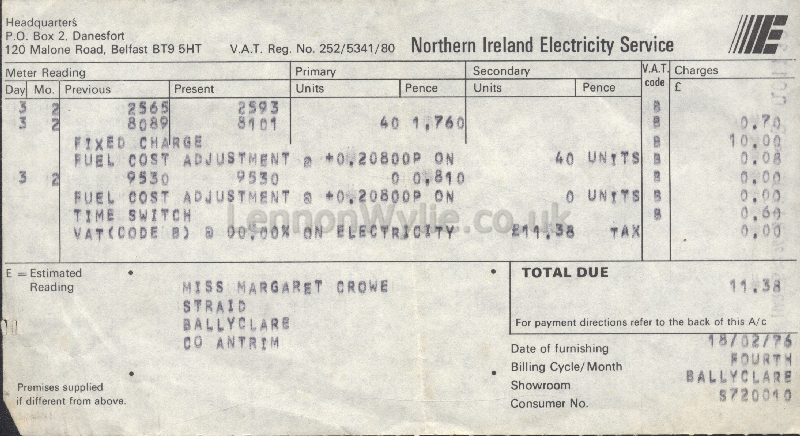 Headquarters
P.O. Box 2, Danesfort
120 Malone Road, Belfast BT9 5HT V.A.T. Reg. No. 252/5341/80 Northern Ireland Electricity Service
Meter Reading Primary Secondary V.A.T. code Charges
Day Mo. Previous Present Units Pence Units Pence £
3 2 2565 2593 B
3 2 8089 8101 40 1,760 B 0.70
FIXED CHARGE B 10.00
FUEL COST ADJUSTMENT @ *0.20800P ON 40 UNITS B 0.08
3 2 9530 9530 0 0.810 B 0.00
FUEL COST ADJUSTMENT @ *0.20800P ON 0 UNITS B 0.00
TIME SWITCH B 0.60
LennonWylie.co.uk
VAT(CODE B) @ 00.00% ON ELECTRICITY £11.38 TAX 0.00
E = Estimated Reading
TOTAL DUE 11.38
MISS MARGARET CROWE
STRAID
BALLYCLARE
CO ANTRIM
For payment directions refer to the back of this A/c
Date of furnishing 18/02/76
Billing Cycle/Month FOURTH
Showroom BALLYCLARE
Consumer No. S720010
Premises supplied
if different from above.